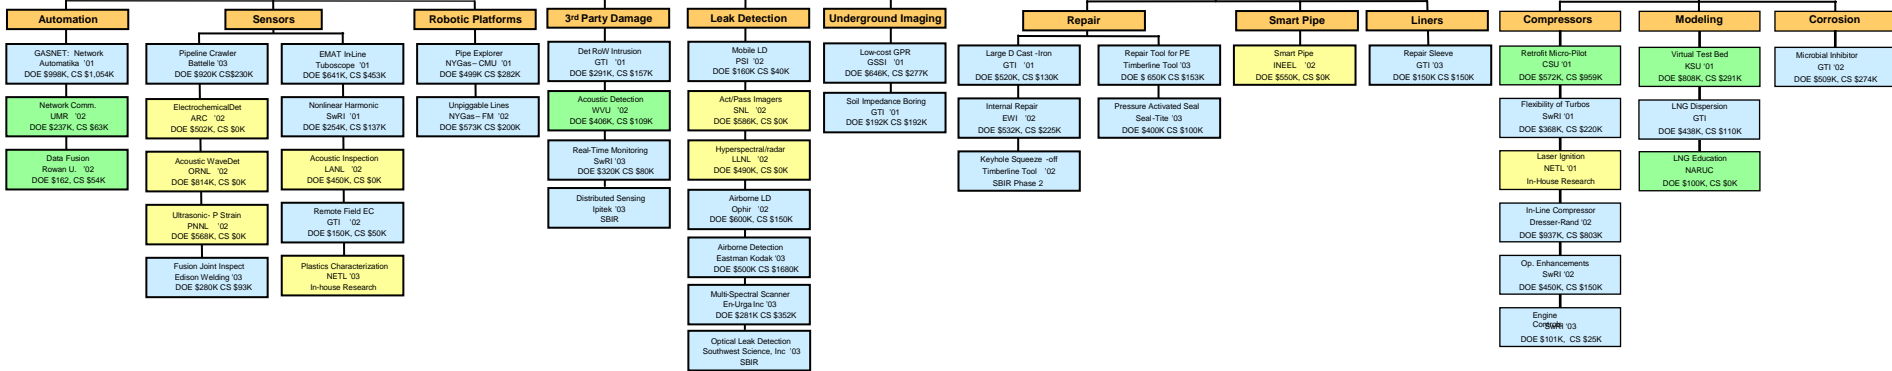 Automation
GASNET: Network
Automatika '01
DOE $998K, CS $1,054K
Network Comm.
UMR '02
DOE $237K, CS $63K
Data Fusion
Rowan U. '02
DOE $162, CS $54K
Sensors
Pipeline Crawler
Battelle '03
DOE $920K CS$230K
ElectrochemicalDet
ARC '02
DOE $502K, CS $0K
Acoustic WaveDet
ORNL '02
DOE $814K, CS $0K
Ultrasonic- P Strain
PNNL '02
DOE $568K, CS $0K
Fusion Joint Inspect
Edison Welding '03
DOE $280K CS $93K
EMAT In-Line
Tuboscope '01
DOE $641K, CS $453K
Nonlinear Harmonic
SwRI '01
DOE $254K, CS $137K
Acoustic Inspection
LANL '02
DOE $450K, CS $0K
Remote Field EC
GTI '02
DOE $150K, CS $50K
Plastics Characterization
NETL '03
In-house Research
Robotic Platforms
Pipe Explorer
NYGas – CMU '01
DOE $499K CS $282K
Unpiggable Lines
NYGas – FM '02
DOE $573K CS $200K
3rd Party Damage
Det RoW Intrusion
GTI '01
DOE $291K, CS $157K
Acoustic Detection
WVU '02
DOE $406K, CS $109K
Real-Time Monitoring
SwRI '03
DOE $320K CS $80K
Distributed Sensing
Ipitek '03
SBIR
Leak Detection
Mobile LD
PSI '02
DOE $160K CS $40K
Act/Pass Imagers
SNL '02
DOE $586K, CS $0K
Hyperspectral/radar
LLNL '02
DOE $490K, CS $0K
Airborne LD
Ophir '02
DOE $600K, CS $150K
Airborne Detection
Eastman Kodak '03
DOE $500K CS $1680K
Multi-Spectral Scanner
En-Urga Inc '03
DOE $281K CS $352K
Optical Leak Detection
Southwest Science, Inc '03
SBIR
Underground Imaging
Low-cost GPR
GSSI '01
DOE $646K, CS $277K
Soil Impedance Boring
GTI '01
DOE $192K CS $192K
Repair
Large D Cast -Iron
GTI '01
DOE $520K, CS $130K
Internal Repair
EWI '02
DOE $532K, CS $225K
Keyhole Squeeze -off
Timberline Tool '02
SBIR Phase 2
Repair Tool for PE
Timberline Tool '03
DOE $ 650K CS $153K
Pressure Activated Seal
Seal -Tite '03
DOE $400K CS $100K
Smart Pipe
Smart Pipe
INEEL '02
DOE $550K, CS $0K
Liners
Repair Sleeve
GTI '03
DOE $150K CS $150K
Compressors
Retrofit Micro-Pilot
CSU '01
DOE $572K, CS $959K
Flexibility of Turbos
SwRI '01
DOE $368K, CS $220K
Laser Ignition
NETL '01
In-House Research
In-Line Compressor
Dresser-Rand '02
DOE $937K, CS $803K
Op. Enhancements
SwRI '02
DOE $450K, CS $150K
Engine
Controls
SwRI '03
DOE $101K, CS $25K
Modeling
Virtual Test Bed
KSU '01
DOE $808K, CS $291K
LNG Dispersion
GTI
DOE $438K, CS $110K
LNG Education
NARUC
DOE $100K, CS $0K
Corrosion
Microbial Inhibitor
GTI '02
DOE $509K, CS $274K